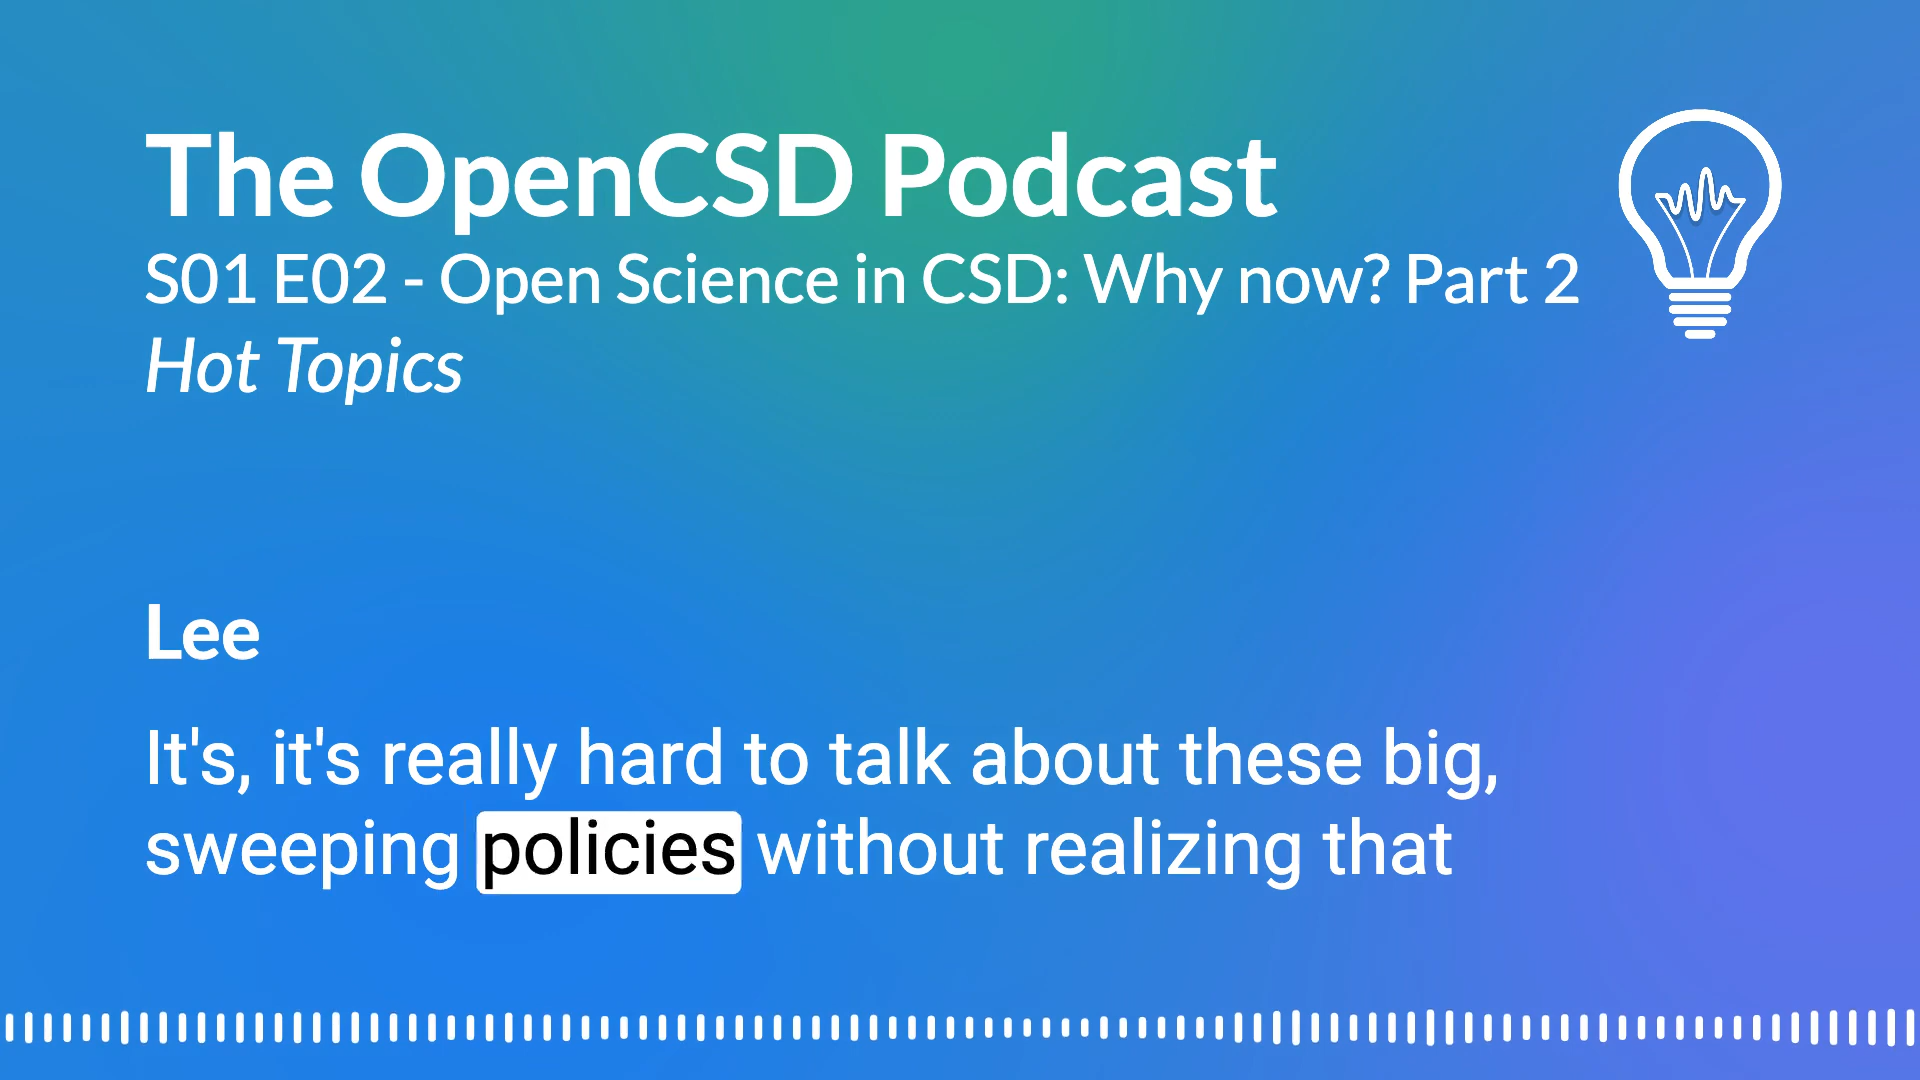 The OpenCSD Podcast
S01 E02 - Open Science in CSD: Why now? Part 2
Hot Topics
Lee
It's, it's really hard to talk about these big,
sweeping policies without realizing that